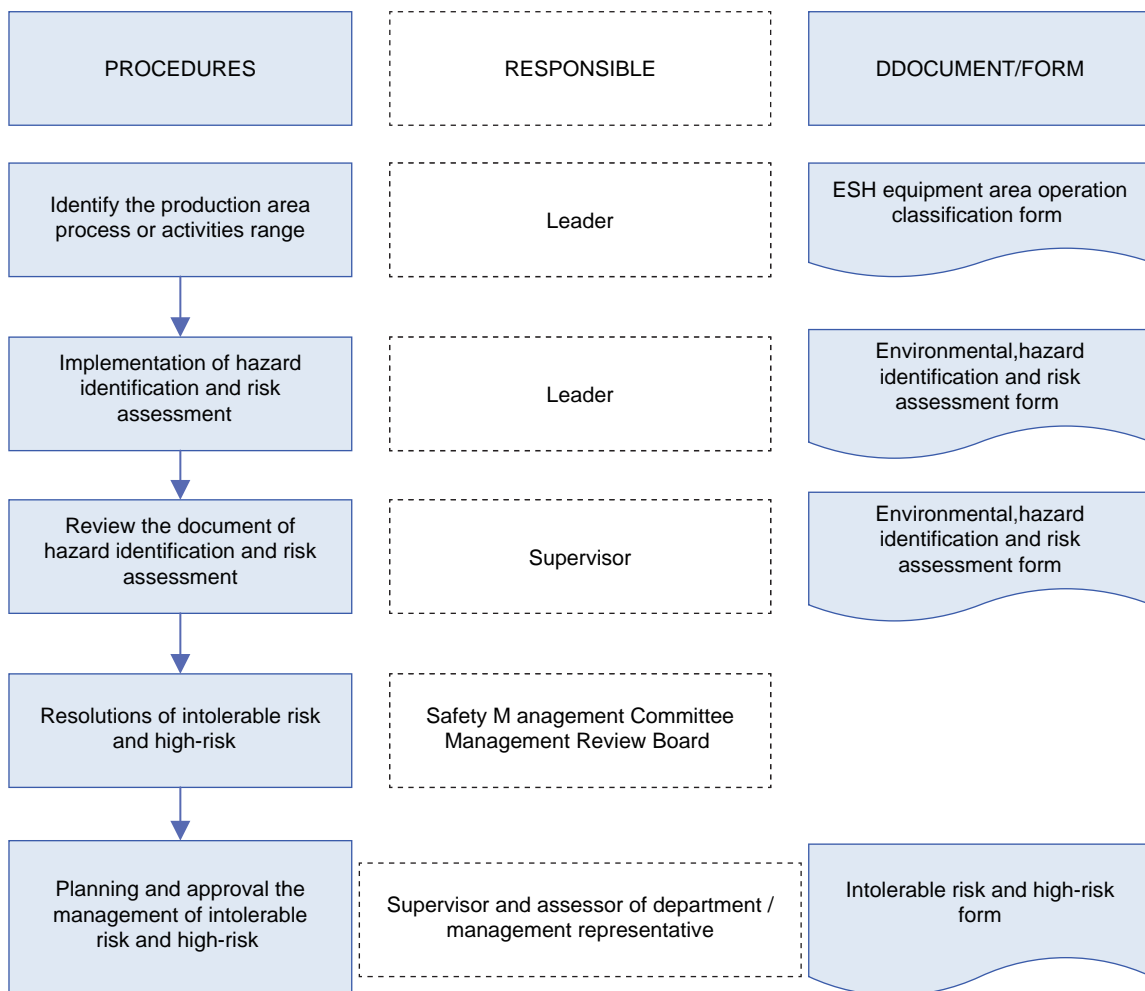 PROCEDURES
RESPONSIBLE
DDOCUMENT/FORM
Identify the production area
process or activities range
Leader
ESH equipment area operation
classification form
Implementation of hazard
identification and risk
assessment
Leader
Environmental,hazard
identification and risk
assessment form
Review the document of
hazard identification and risk
assessment
Supervisor
Environmental,hazard
identification and risk
assessment form
Resolutions of intolerable risk
and high-risk
Safety M anagement Committee
Management Review Board
Planning and approval the
management of intolerable
risk and high-risk
Supervisor and assessor of department /
management representative
Intolerable risk and high-risk
form